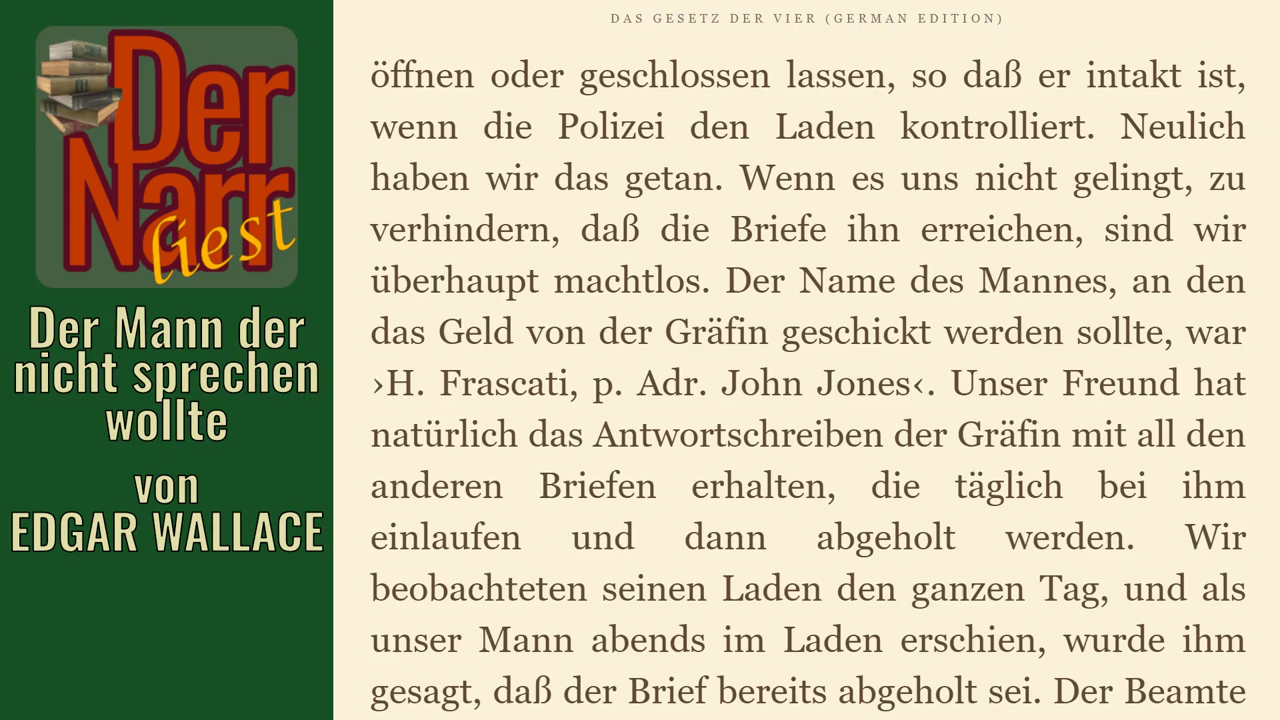 Der
Narr
liest
Der Mann der
nicht sprechen
wollte
von
EDGAR WALLACE
DAS GESETZ DER VIER (GERMAN EDITION)
öffnen oder geschlossen lassen, so daß er intakt ist,
wenn die Polizei den Laden kontrolliert. Neulich
haben wir das getan. Wenn es uns nicht gelingt, zu
verhindern, daß die Briefe ihn erreichen, sind wir
überhaupt machtlos. Der Name des Mannes, an den
das Geld von der Gräfin geschickt werden sollte, war
›H. Frascati, p. Adr. John Jones‹. Unser Freund hat
natürlich das Antwortschreiben der Gräfin mit all den
anderen Briefen erhalten, die täglich bei ihm
einlaufen und dann abgeholt werden. Wir
beobachteten seinen Laden den ganzen Tag, und als
unser Mann abends im Laden erschien, wurde ihm
gesagt, daß der Brief bereits abgeholt sei. Der Beamte